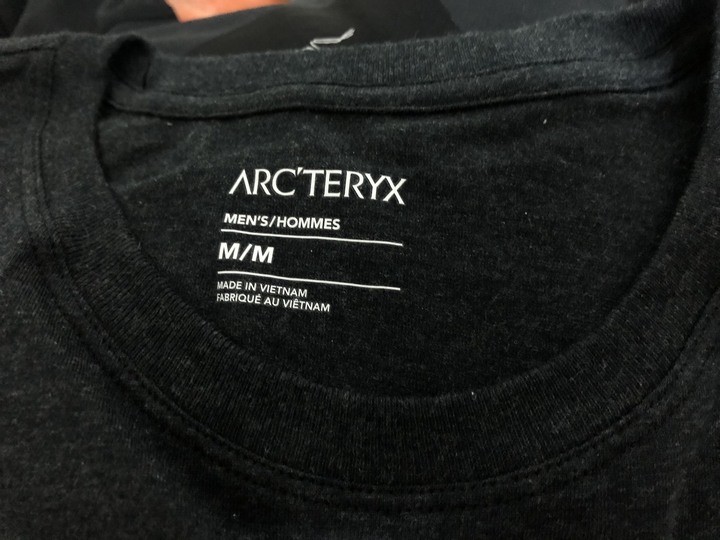 ARC'TERYX
MEN'S/HOMMES
M/M
MADE IN VIETNAM
FABRIQUÉ AU VIÊTNAM